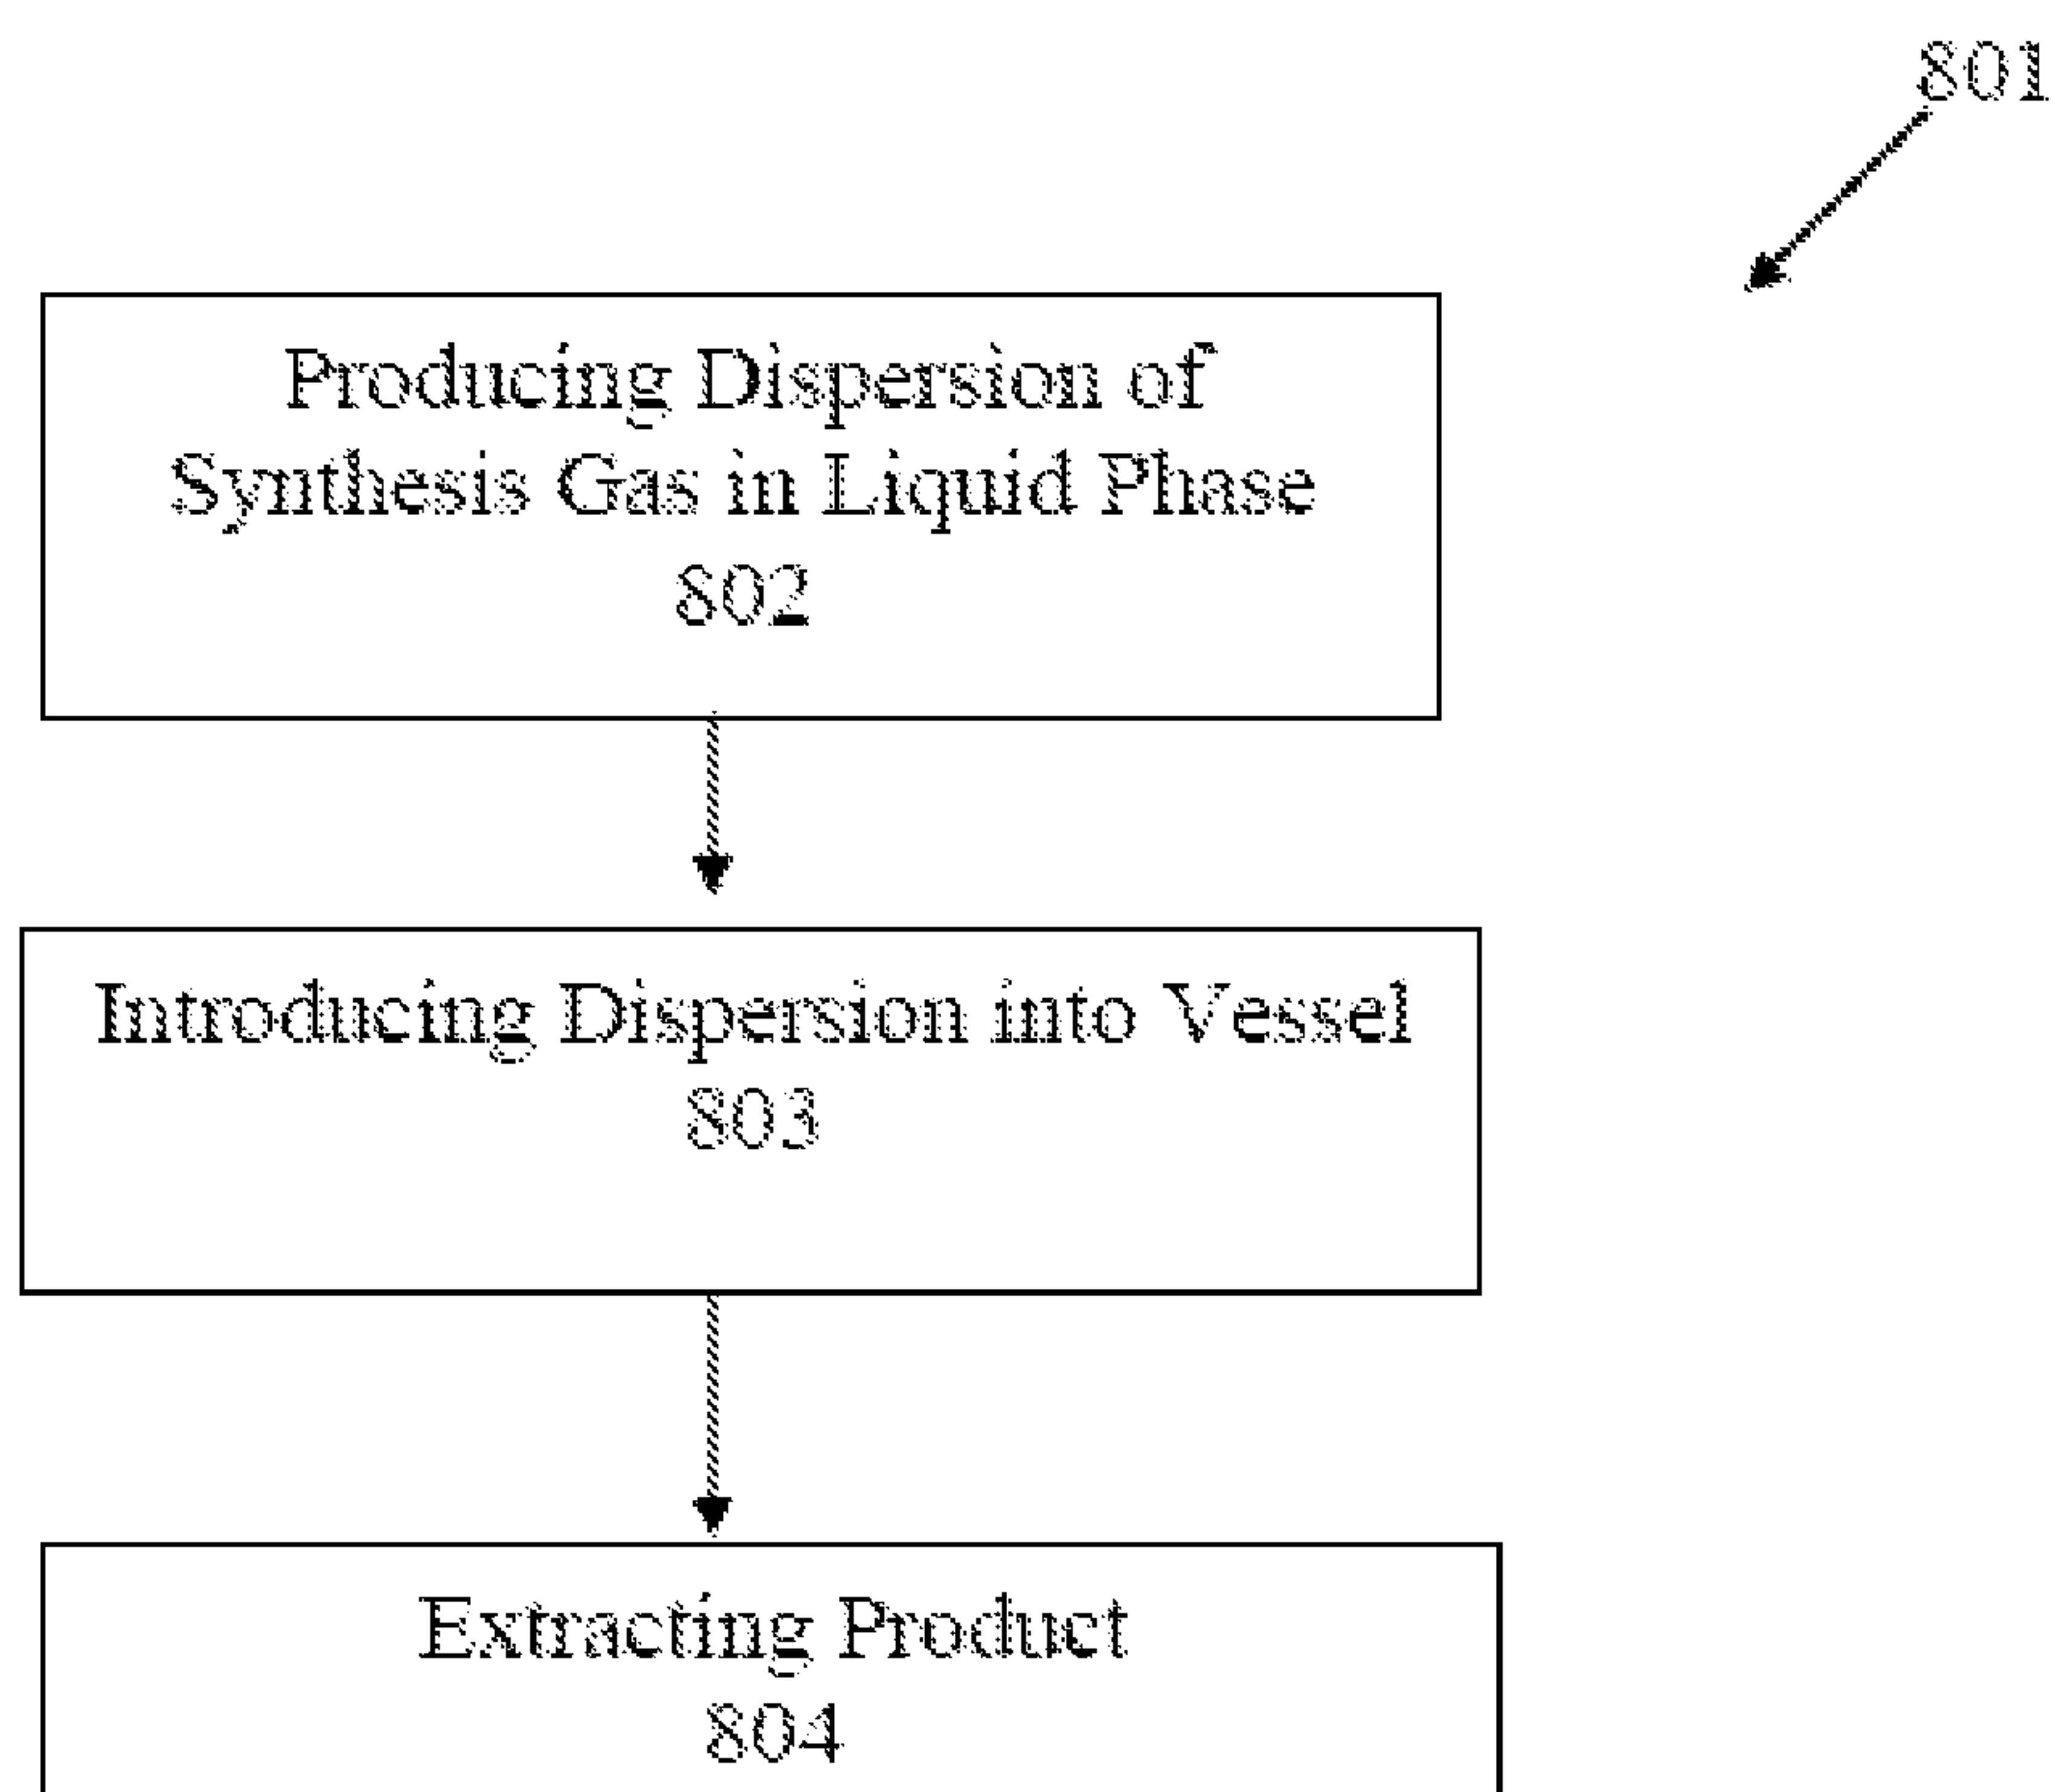 801
Producing Dispersion of
Synthesis Gas in Liquid Phase
802
Introducing Dispersion into Vessel
803
Extracting Product
804